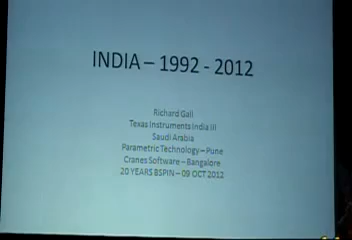 INDIA – 1992 - 2012
Richard Gall
Texas Instruments India III
Saudi Arabia
Parametric Technology – Pune
Cranes Software – Bangalore
20 YEARS BSPIN – 09 OCT 2012